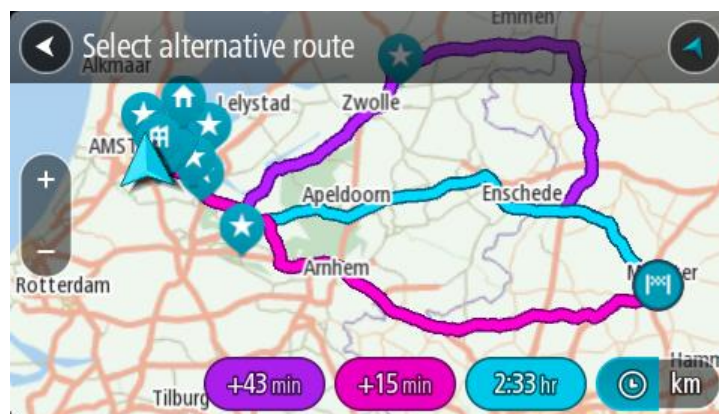 Emmen
Select alternative route
Alkmaar
Lelystad
Zwolle
AMST
+
Apeldoorn
Enschede
−
Arnhem
Rotterdam
Hamm
Tilburg
+43 min
+15 min
2:33 hr
km